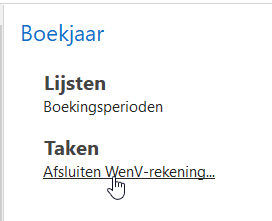 Boekjaar
Lijsten
Boekingsperioden
Taken
Afsluiten WenV-rekening...